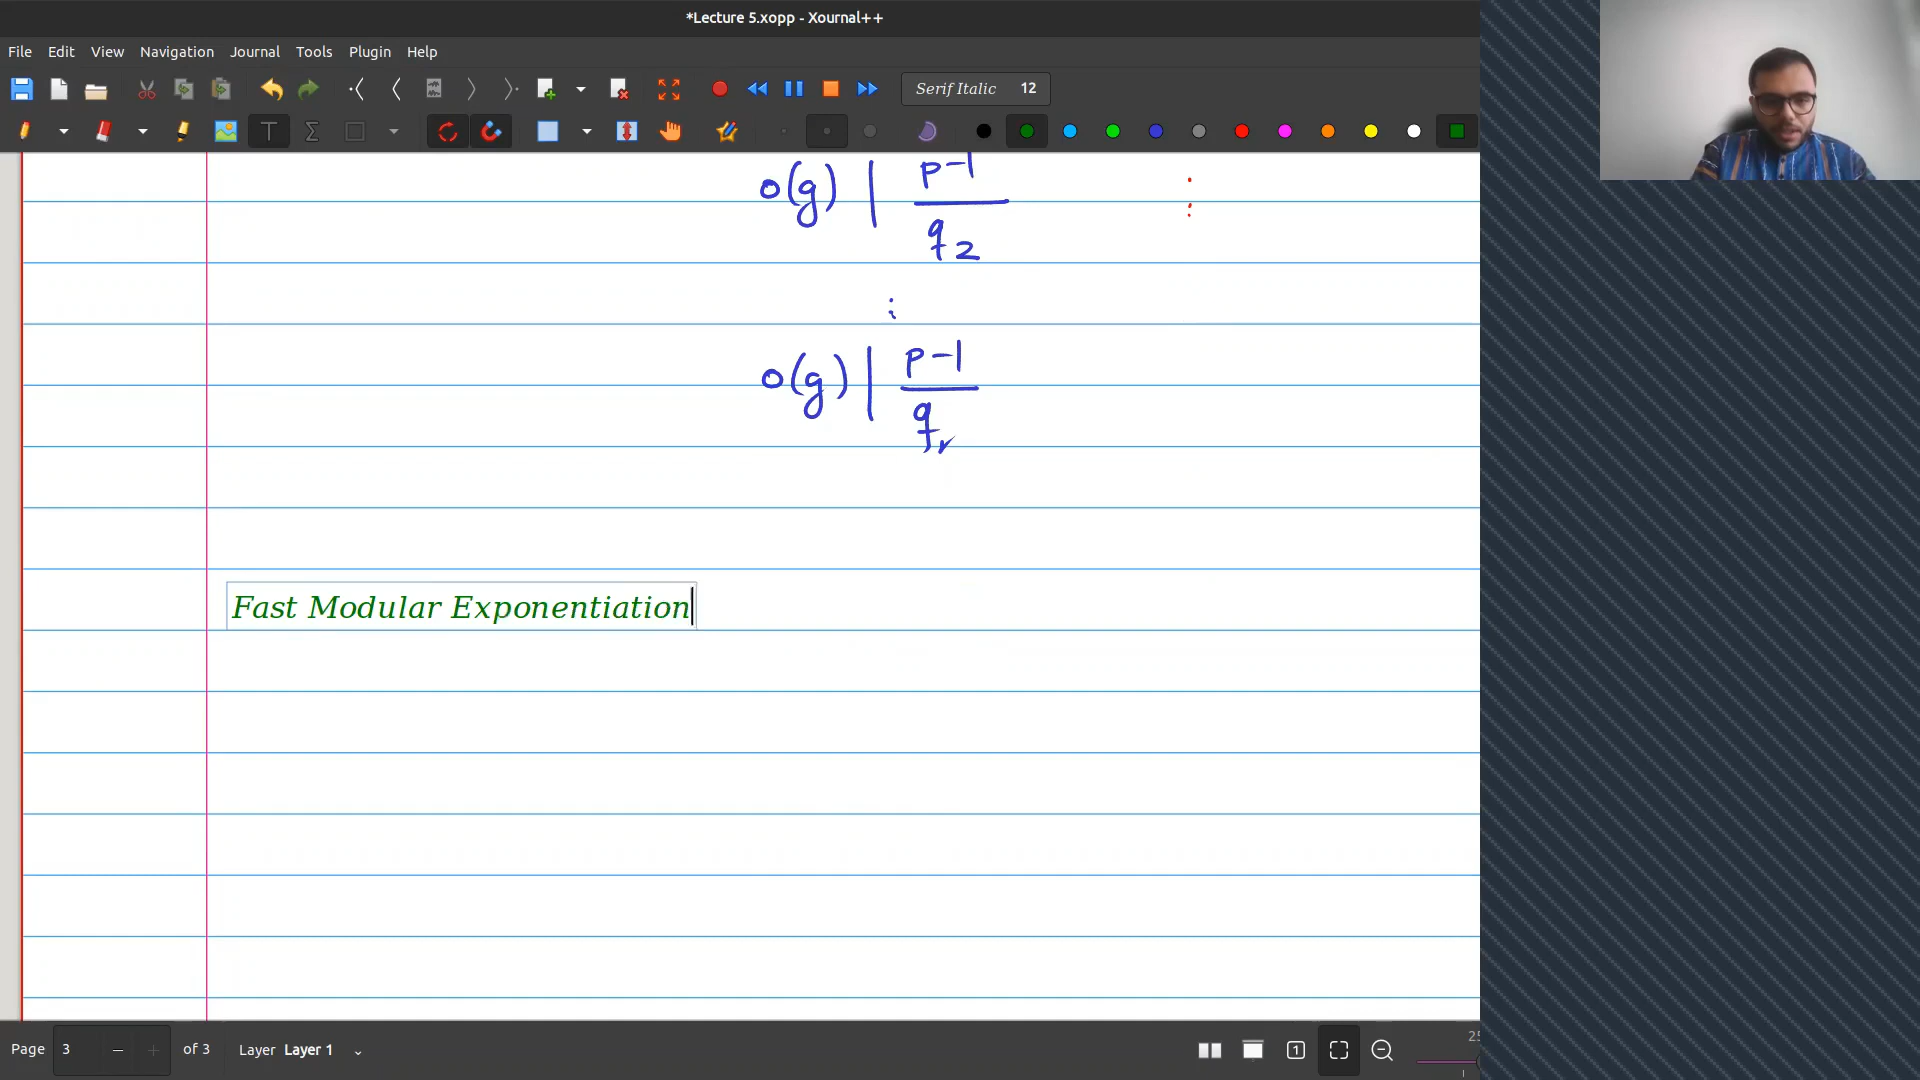 *Lecture 5.xopp - Xournal++
File Edit View Navigation Journal Tools Plugin Help
Serif Italic 12
o(g) | p-1 / q2
⋮
o(g) | p-1 / qr
Fast Modular Exponentiation
Page 3 of 3 Layer Layer 1